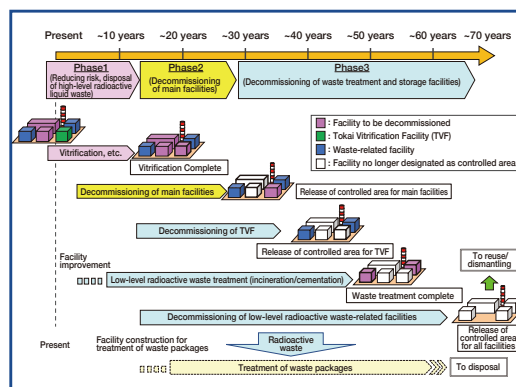 Present ~10 years ~20 years ~30 years ~40 years ~50 years ~60 years ~70 years
Phase1
(Reducing risk, disposal
of high-level radioactive
liquid waste)
Phase2
(Decommissioning
of main facilities)
Phase3
(Decommissioning of waste treatment and storage facilities)
: Facility to be decommissioned
: Tokai Vitrification Facility (TVF)
: Waste-related facility
: Facility no longer designated as controlled area
Vitrification, etc.
Vitrification Complete
Decommissioning of main facilities
Release of controlled area for main facilities
Decommissioning of TVF
Release of controlled area for TVF
To reuse/
dismantling
Facility
improvement
Low-level radioactive waste treatment (incineration/cementation)
Waste treatment complete
Decommissioning of low-level radioactive waste-related facilities
Release of
controlled area
for all facilities
Present
Facility construction for
treatment of waste packages
Radioactive
waste
Treatment of waste packages
To disposal